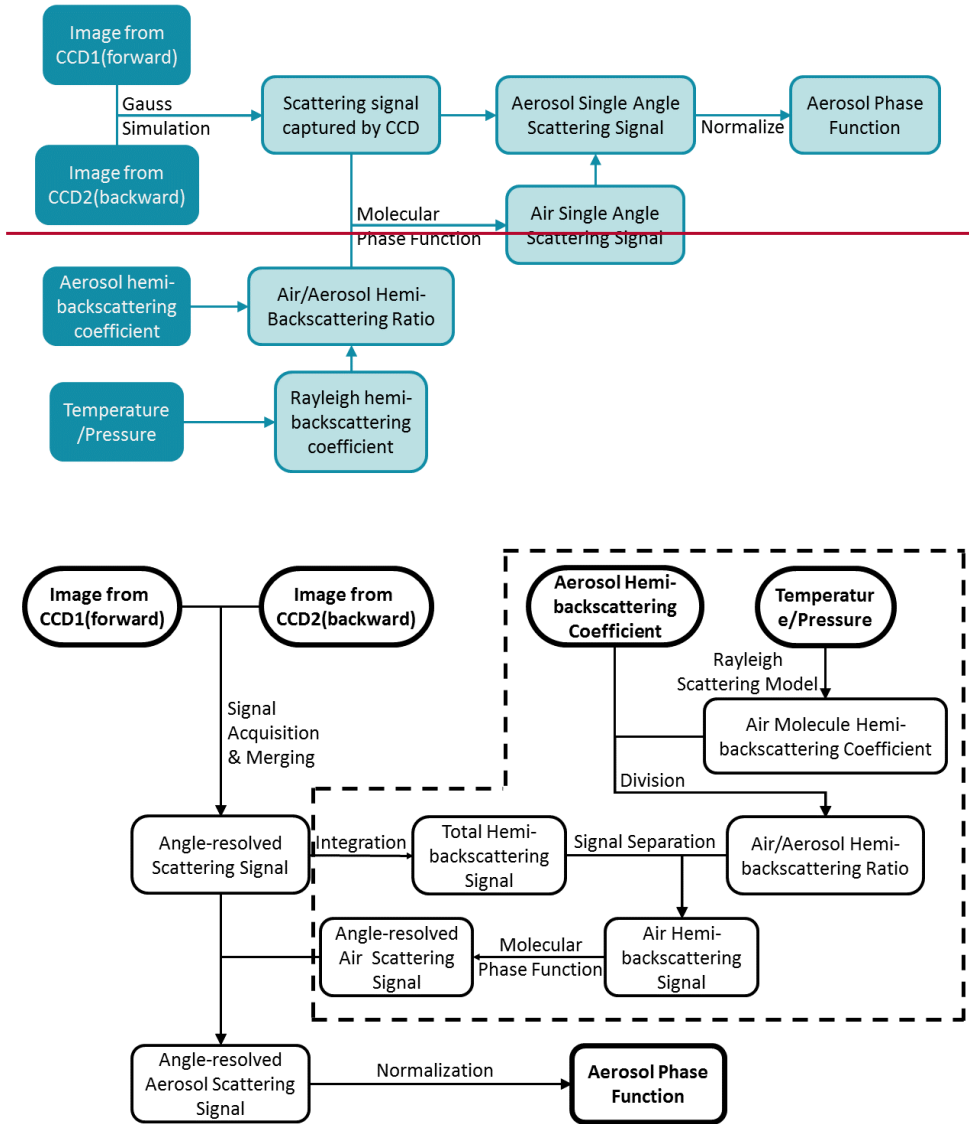 Image from
CCD1(forward)
Gauss
Simulation
Image from
CCD2(backward)
Scattering signal
captured by CCD
Aerosol Single Angle
Scattering Signal
Normalize
Aerosol Phase
Function
Molecular
Phase Function
Air Single Angle
Scattering Signal
Aerosol hemi-
backscattering
coefficient
Air/Aerosol Hemi-
Backscattering Ratio
Temperature
/Pressure
Rayleigh hemi-
backscattering
coefficient
Image from
CCD1(forward)
Image from
CCD2(backward)
Aerosol Hemi-
backscattering
Coefficient
Temperatur
e/Pressure
Rayleigh
Scattering Model
Signal
Acquisition
& Merging
Air Molecule Hemi-
backscattering Coefficient
Division
Angle-resolved
Scattering Signal
Integration
Total Hemi-
backscattering
Signal
Signal Separation
Air/Aerosol Hemi-
backscattering Ratio
Angle-resolved
Air Scattering
Signal
Molecular
Phase Function
Air Hemi-
backscattering
Signal
Angle-resolved
Aerosol Scattering
Signal
Normalization
Aerosol Phase
Function